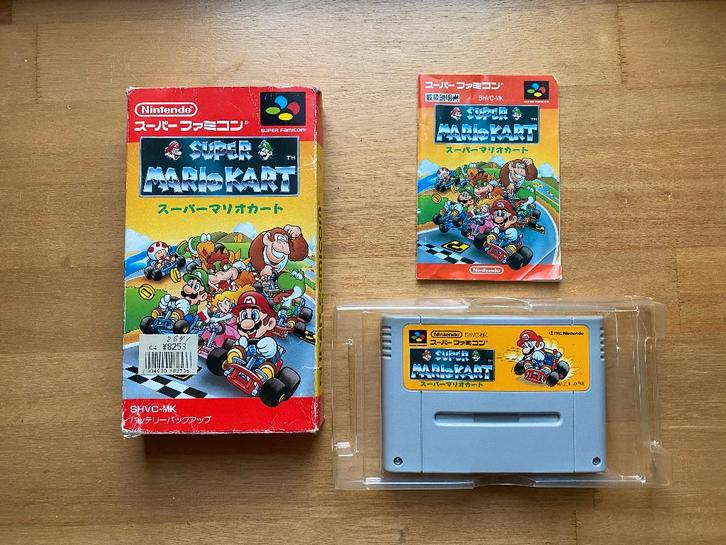 Nintendo
スーパーファミコン
SUPER FAMICOM
SUPER
MARIO KART
TM
スーパーマリオカート
04 ¥8253
SHVC-MK
バッテリーバックアップ
スーパーファミコン
取扱説明書 SHVC-MK
SUPER FAMICOM
SUPER
MARIO KART
TM
スーパーマリオカート
Nintendo
Nintendo SHVC-MK
スーパーファミコン
SUPER
MARIO KART
スーパーマリオカート
© 1992 Nintendo